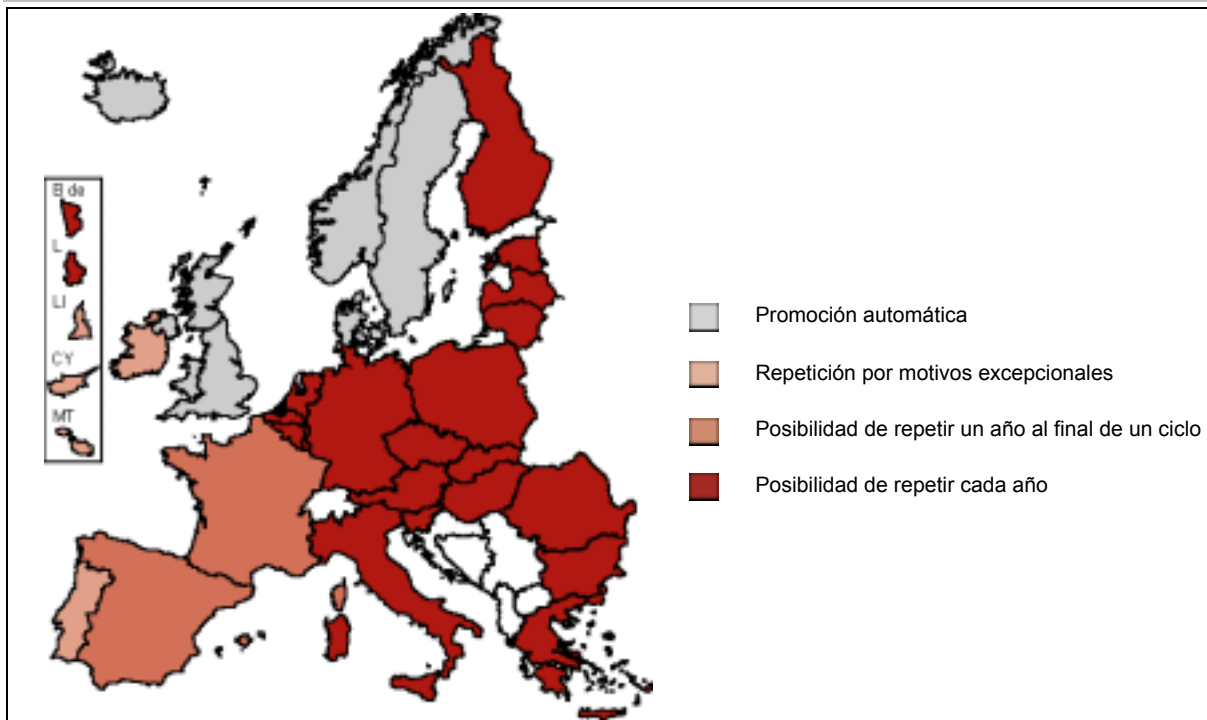 B de
L
LI
CY
MT
Promoción automática
Repetición por motivos excepcionales
Posibilidad de repetir un año al final de un ciclo
Posibilidad de repetir cada año